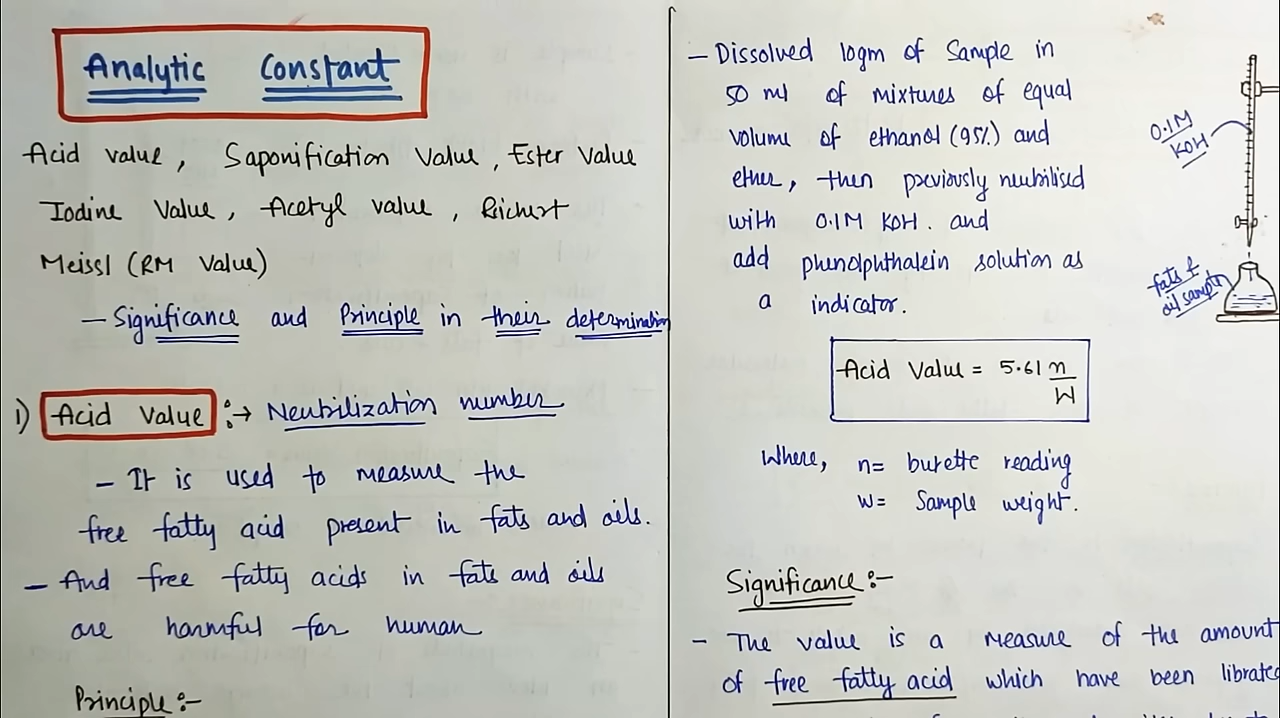 Analytic Constant
Acid value, Saponification Value, Ester Value
Iodine Value, Acetyl value, Reichert
Meissl (RM Value)
- Significance and Principle in their determination
1) Acid Value :→ Neutrilization number
- It is used to measure the
free fatty acid present in fats and oils.
- And free fatty acids in fats and oils
are harmful for human
Principle :-
- Dissolved 10gm of Sample in
50 ml of mixtures of equal
volume of ethanol (95%) and
ether, then previously neutrilised
with 0.1M KOH. and
add phenolphthalein solution as
a indicator.
0.1M
KOH
fats &
oil sample
Acid Value = 5.61 n
W
Where, n= burette reading
w= Sample weight.
Significance :-
- The value is a measure of the amount
of free fatty acid which have been librated